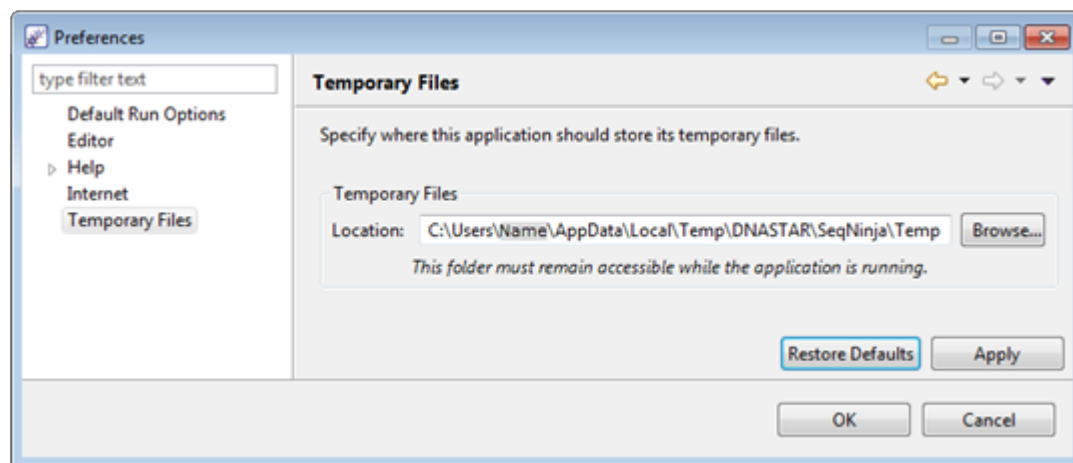 Preferences
type filter text
Default Run Options
Editor
Help
Internet
Temporary Files
Temporary Files
Specify where this application should store its temporary files.
Temporary Files
Location: C:\Users\Name\AppData\Local\Temp\DNASTAR\SeqNinja\Temp Browse...
This folder must remain accessible while the application is running.
Restore Defaults Apply
OK Cancel